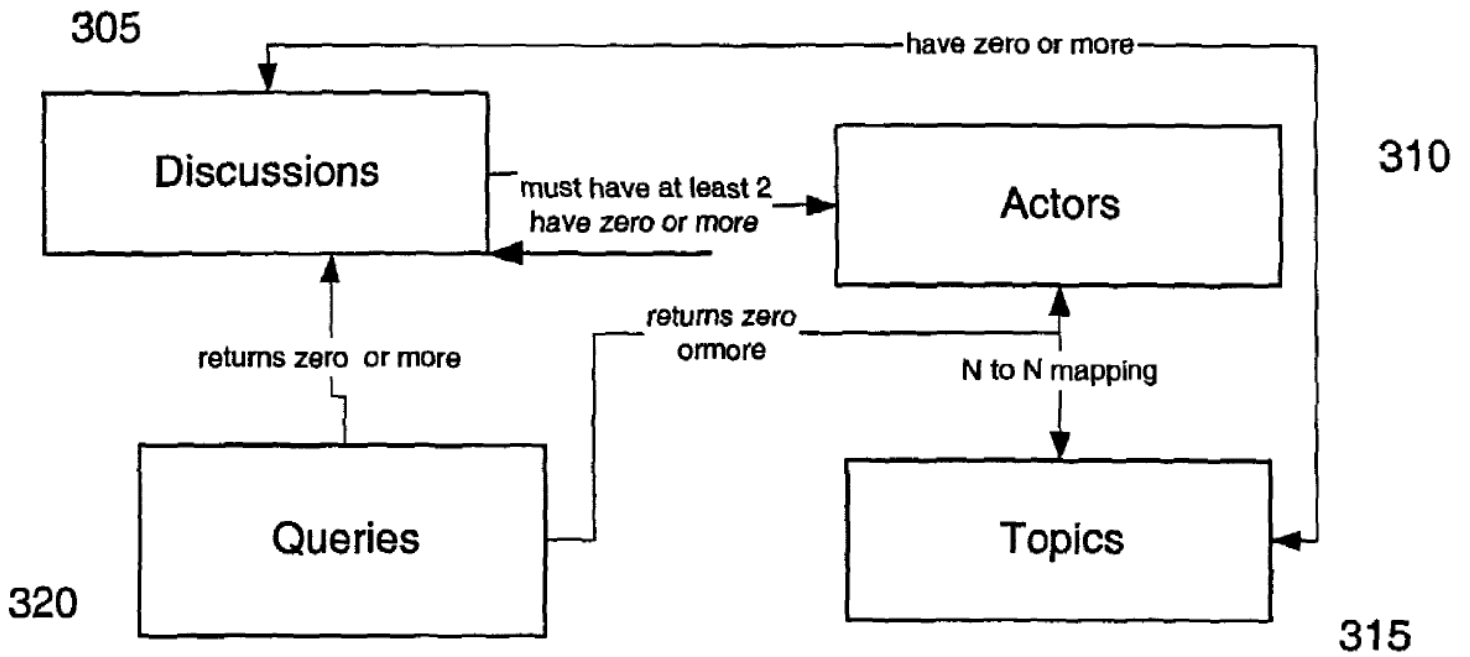 305
have zero or more
Discussions
310
must have at least 2
have zero or more
Actors
returns zero
ormore
returns zero or more
N to N mapping
Queries
Topics
320
315